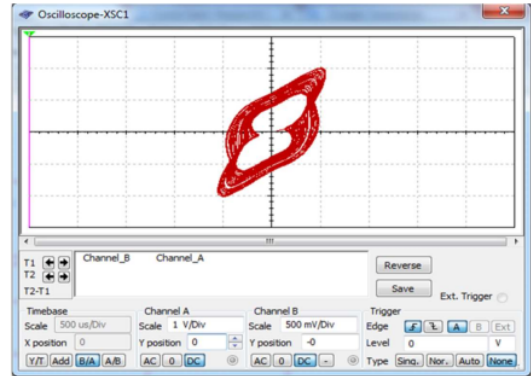 Oscilloscope-XSC1
T1 Channel_B Channel_A Reverse
T2
T2-T1 Save Ext. Trigger
Timebase Channel A Channel B Trigger
Scale 500 us/Div Scale 1 V/Div Scale 500 mV/Div Edge A B Ext
X position 0 Y position 0 Y position -0 Level 0 V
Y/T Add B/A A/B AC 0 DC AC 0 DC - Type Sing. Nor. Auto None